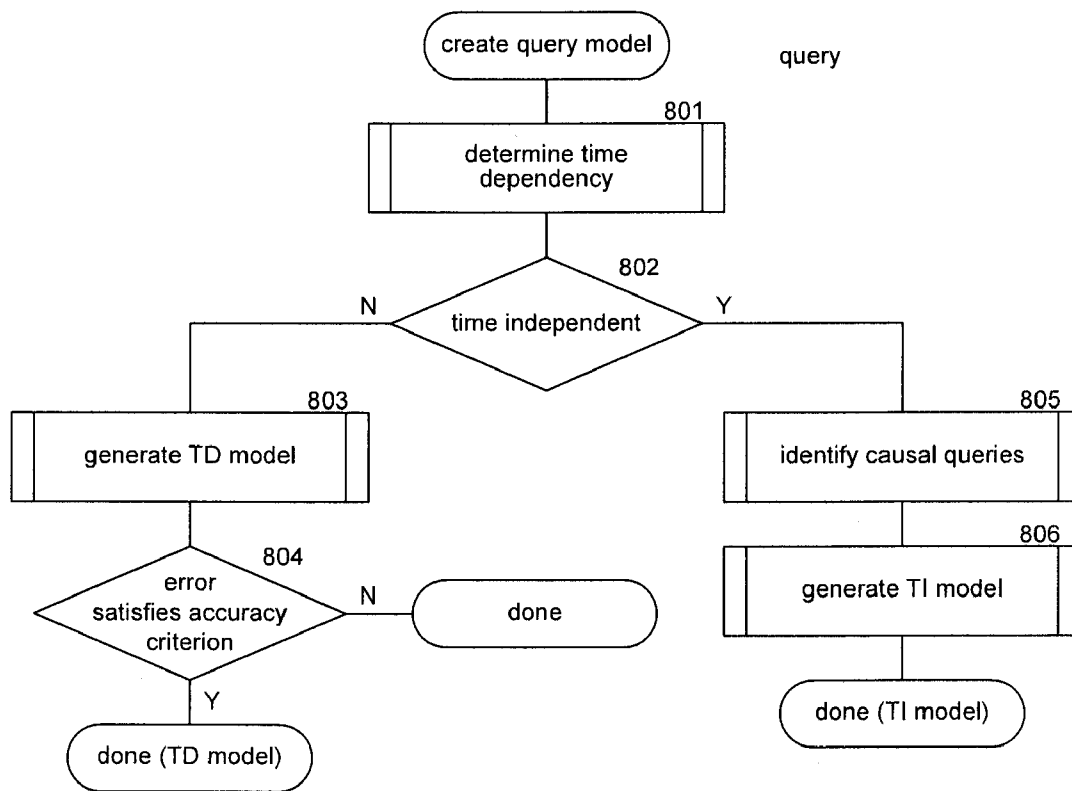 create query model
query
801
determine time
dependency
802
N
Y
time independent
803
805
generate TD model
identify causal queries
804
806
error
satisfies accuracy
criterion
N
done
generate TI model
Y
done (TI model)
done (TD model)